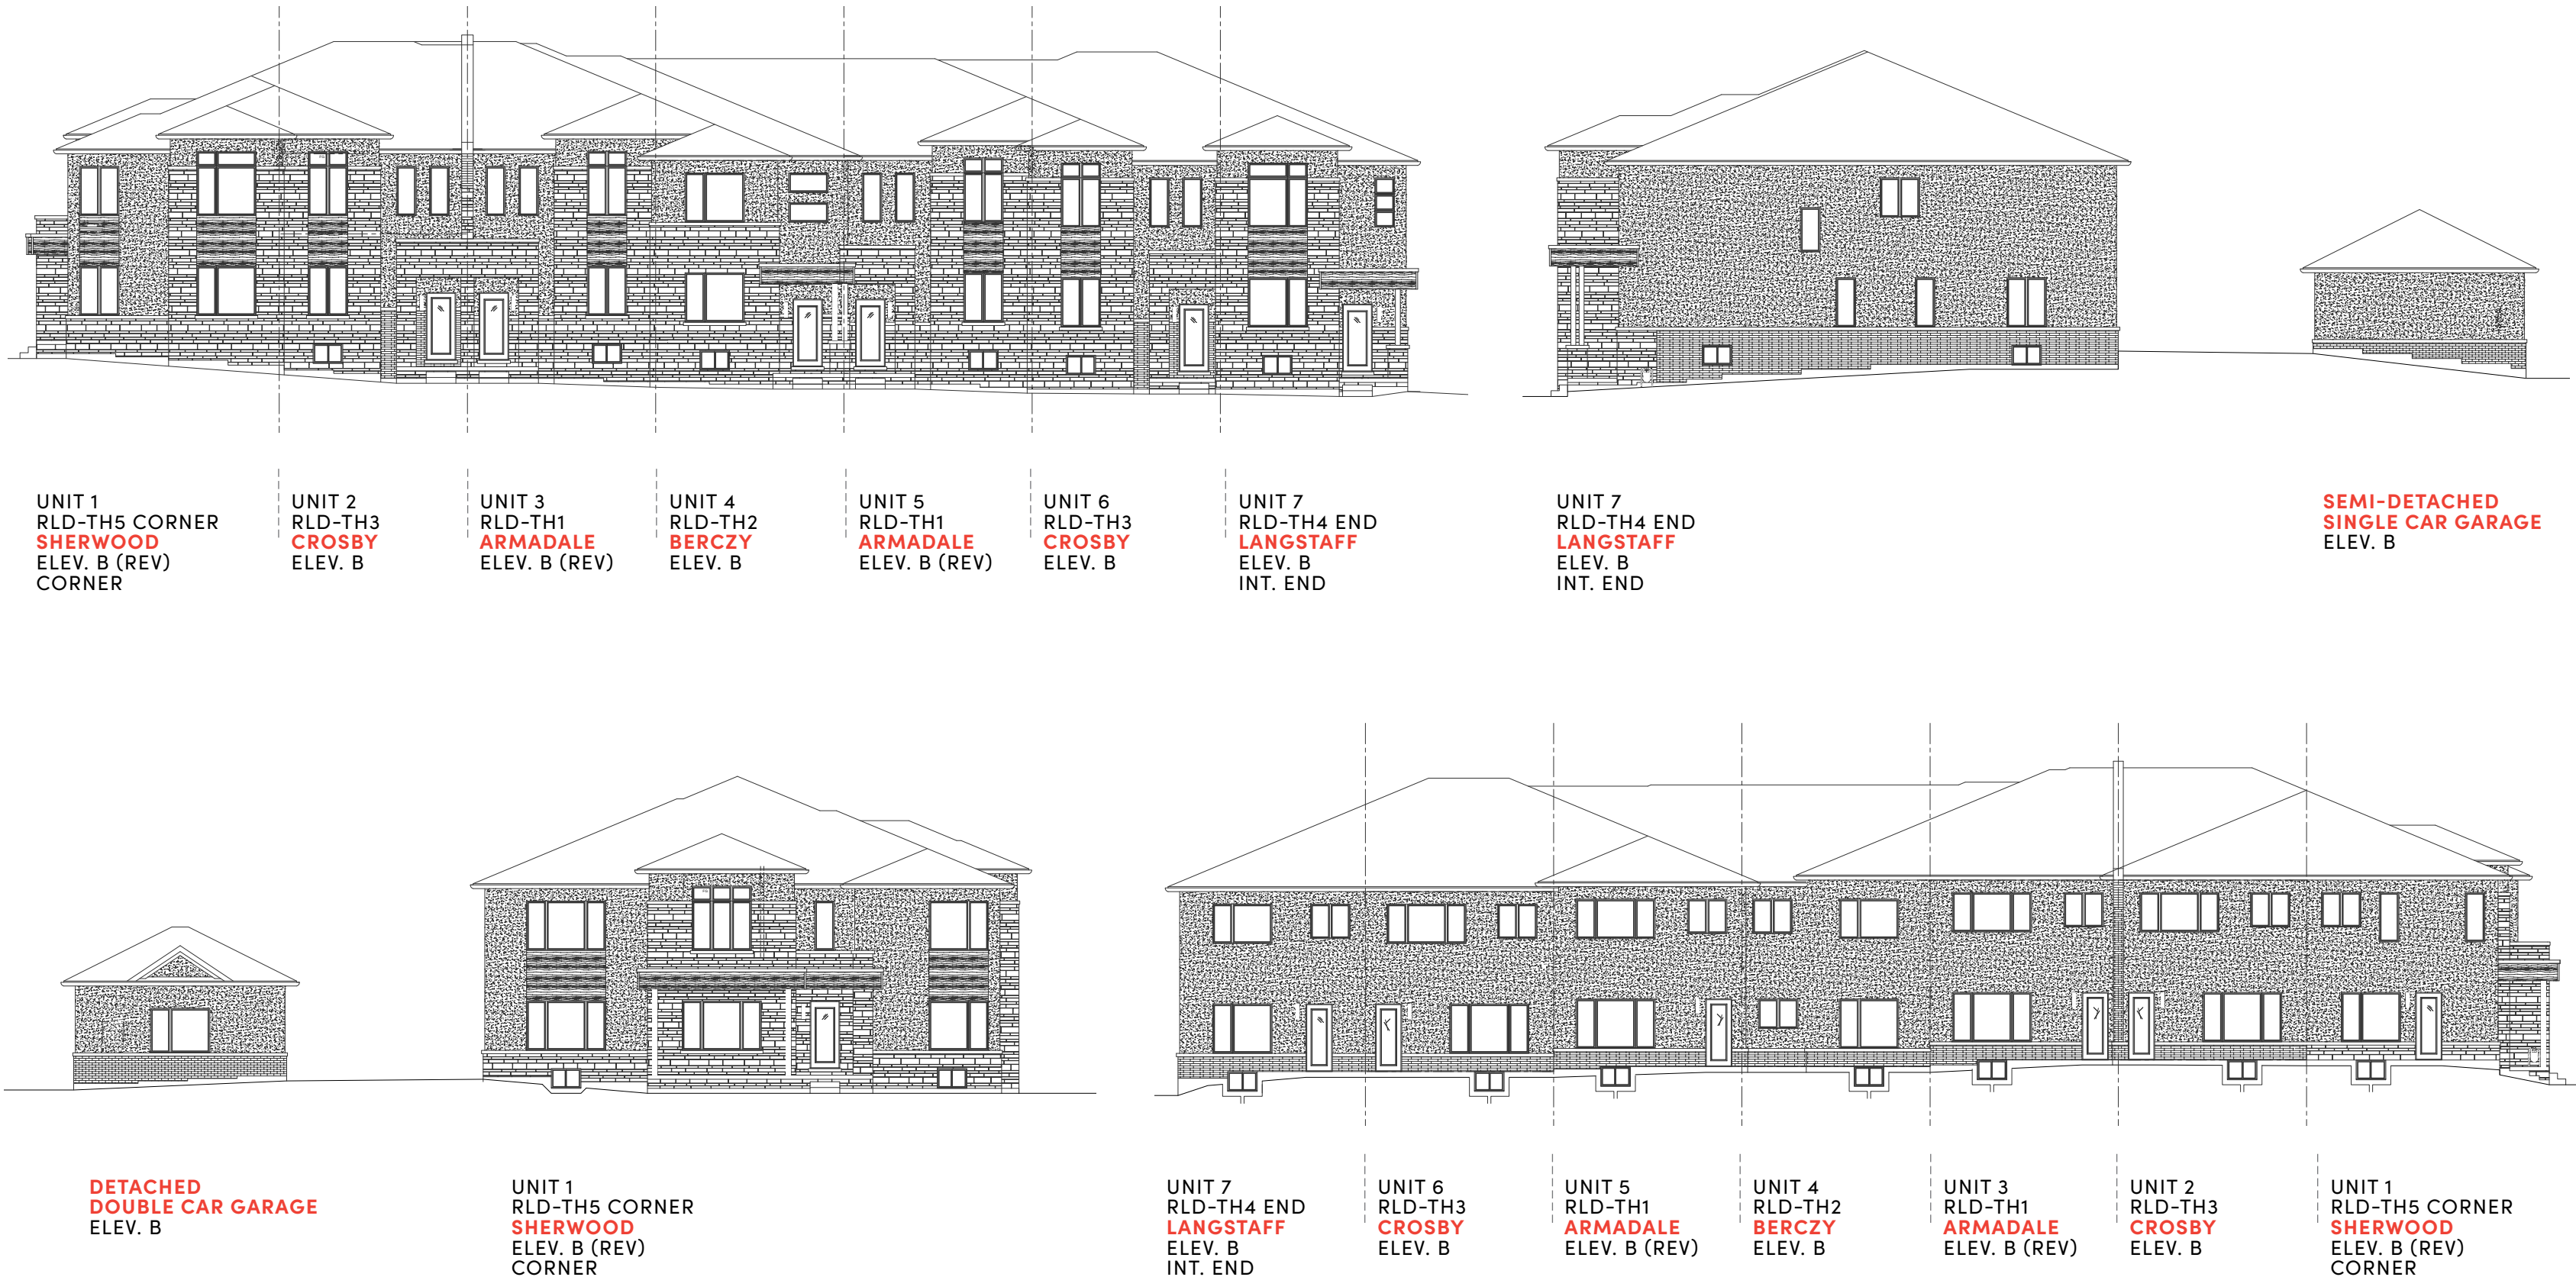 UNIT 1
RLD-TH5 CORNER
SHERWOOD
ELEV. B (REV)
CORNER
UNIT 2
RLD-TH3
CROSBY
ELEV. B
UNIT 3
RLD-TH1
ARMADALE
ELEV. B (REV)
UNIT 4
RLD-TH2
BERCZY
ELEV. B
UNIT 5
RLD-TH1
ARMADALE
ELEV. B (REV)
UNIT 6
RLD-TH3
CROSBY
ELEV. B
UNIT 7
RLD-TH4 END
LANGSTAFF
ELEV. B
INT. END
UNIT 7
RLD-TH4 END
LANGSTAFF
ELEV. B
INT. END
SEMI-DETACHED
SINGLE CAR GARAGE
ELEV. B
DETACHED
DOUBLE CAR GARAGE
ELEV. B
UNIT 1
RLD-TH5 CORNER
SHERWOOD
ELEV. B (REV)
CORNER
UNIT 7
RLD-TH4 END
LANGSTAFF
ELEV. B
INT. END
UNIT 6
RLD-TH3
CROSBY
ELEV. B
UNIT 5
RLD-TH1
ARMADALE
ELEV. B (REV)
UNIT 4
RLD-TH2
BERCZY
ELEV. B
UNIT 3
RLD-TH1
ARMADALE
ELEV. B (REV)
UNIT 2
RLD-TH3
CROSBY
ELEV. B
UNIT 1
RLD-TH5 CORNER
SHERWOOD
ELEV. B (REV)
CORNER